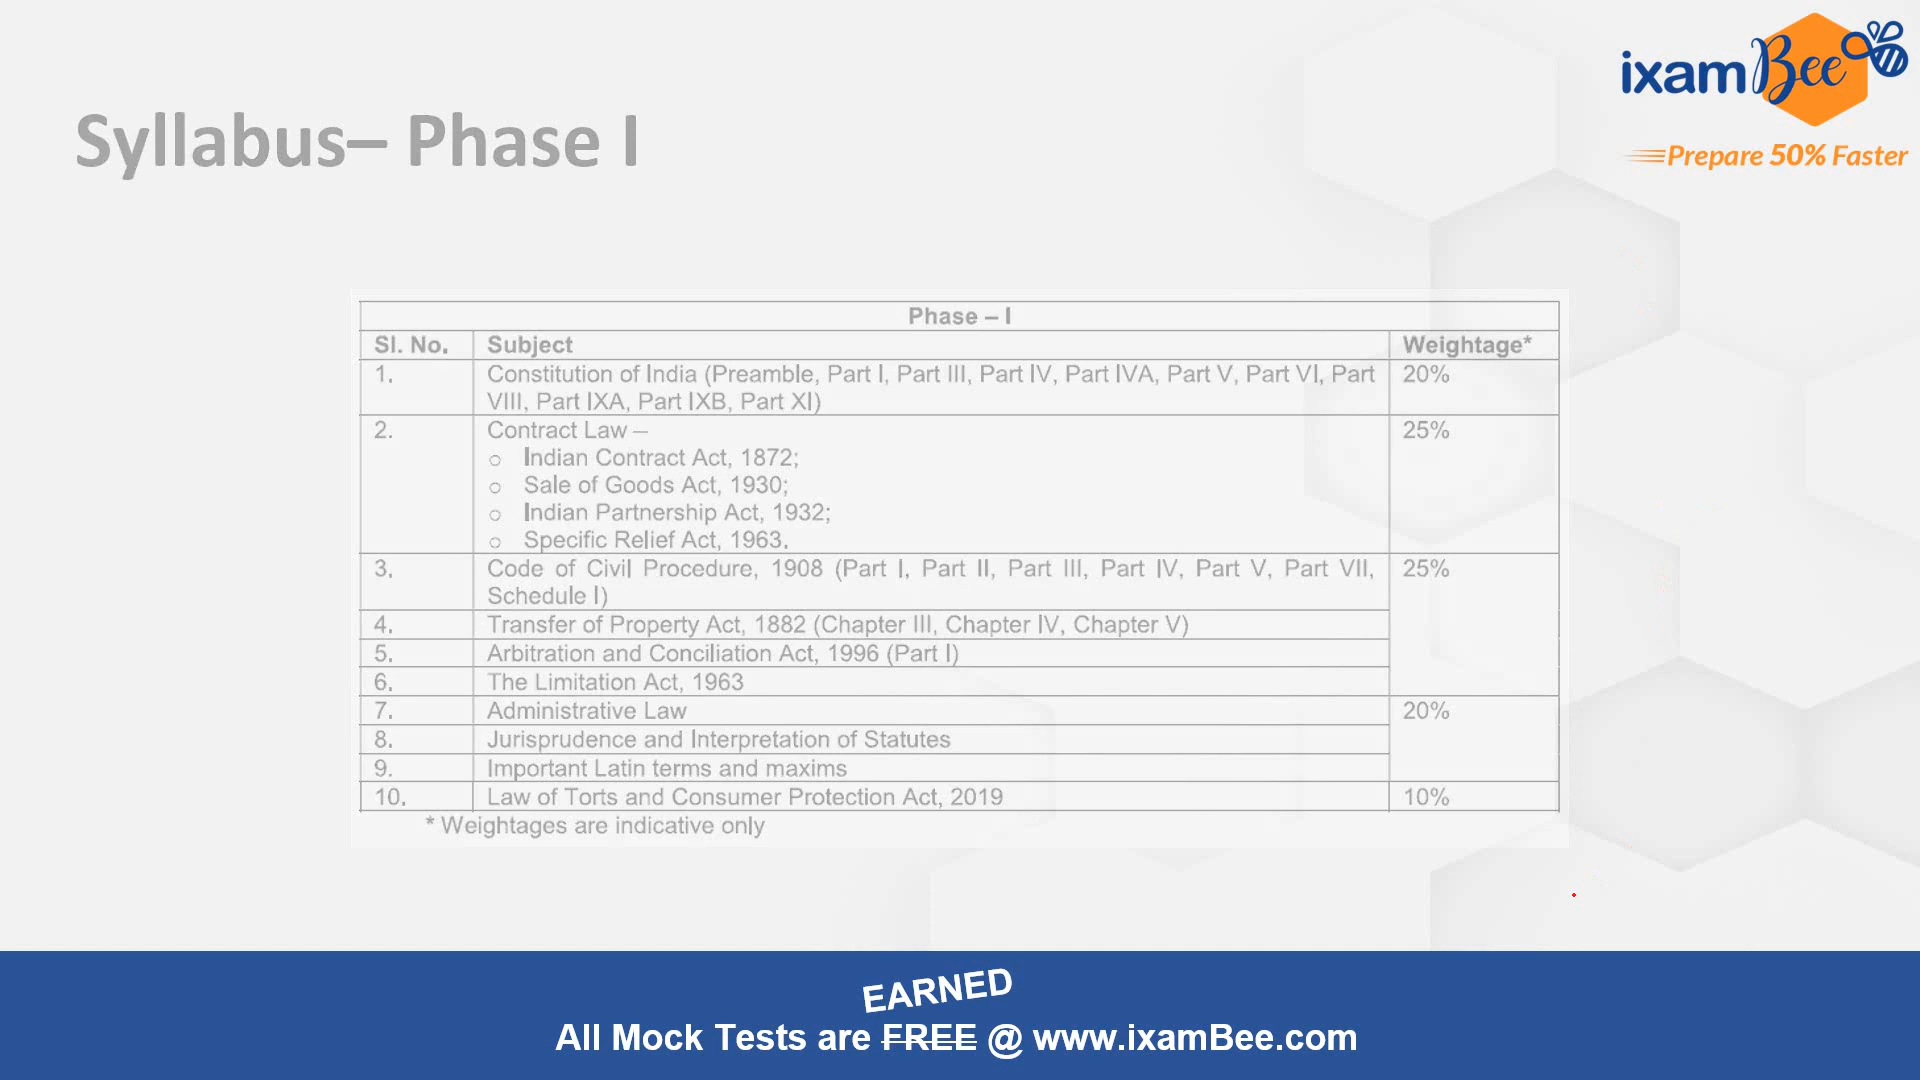 ixamBee
Prepare 50% Faster
Syllabus– Phase I
Phase – I
Sl. No. Subject Weightage*
1. Constitution of India (Preamble, Part I, Part III, Part IV, Part IVA, Part V, Part VI, Part 20%
VIII, Part IXA, Part IXB, Part XI)
2. Contract Law – 25%
o Indian Contract Act, 1872;
o Sale of Goods Act, 1930;
o Indian Partnership Act, 1932;
o Specific Relief Act, 1963.
3. Code of Civil Procedure, 1908 (Part I, Part II, Part III, Part IV, Part V, Part VII, 25%
Schedule I)
4. Transfer of Property Act, 1882 (Chapter III, Chapter IV, Chapter V)
5. Arbitration and Conciliation Act, 1996 (Part I)
6. The Limitation Act, 1963
7. Administrative Law 20%
8. Jurisprudence and Interpretation of Statutes
9. Important Latin terms and maxims
10. Law of Torts and Consumer Protection Act, 2019 10%
* Weightages are indicative only
EARNED
All Mock Tests are FREE @ www.ixamBee.com